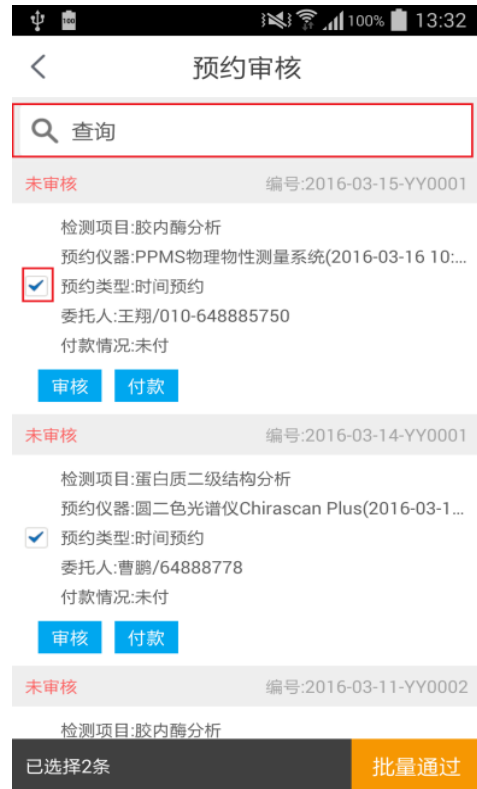 100 100% 13:32
预约审核
查询
未审核 编号:2016-03-15-YY0001
检测项目:胶内酶分析
预约仪器:PPMS物理物性测量系统(2016-03-16 10:...
预约类型:时间预约
委托人:王翔/010-648885750
付款情况:未付
审核 付款
未审核 编号:2016-03-14-YY0001
检测项目:蛋白质二级结构分析
预约仪器:圆二色光谱仪Chirascan Plus(2016-03-1...
预约类型:时间预约
委托人:曹鹏/64888778
付款情况:未付
审核 付款
未审核 编号:2016-03-11-YY0002
检测项目:胶内酶分析
已选择2条 批量通过